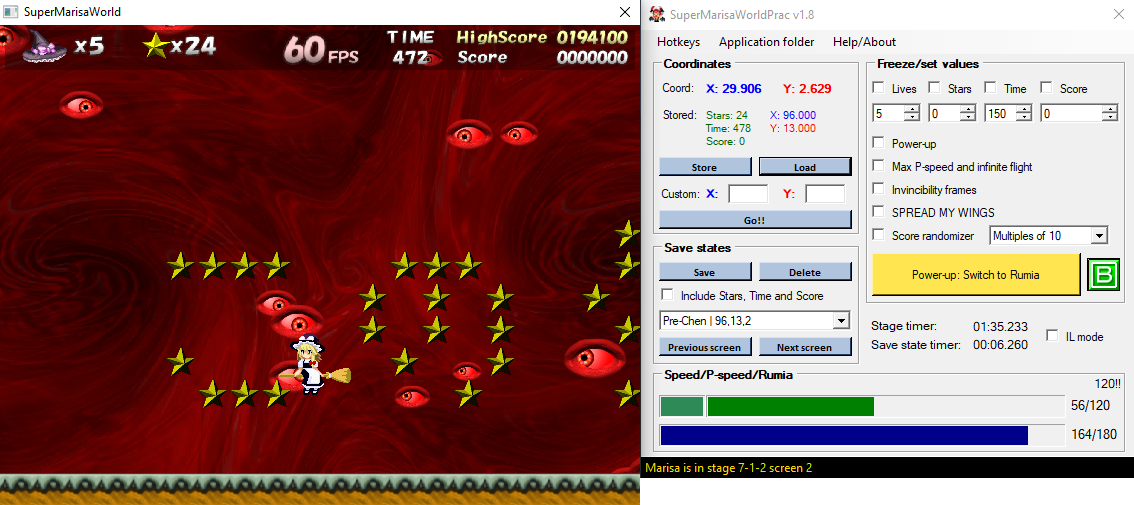 SuperMarisaWorld
x5
x24
60 FPS
TIME
472
HighScore 0194100
Score 0000000
SuperMarisaWorldPrac v1.8
Hotkeys Application folder Help/About
Coordinates
Coord: X: 29.906 Y: 2.629
Stored: Stars: 24 X: 96.000
Time: 478 Y: 13.000
Score: 0
Store Load
Custom: X: Y:
Go!!
Save states
Save Delete
Include Stars, Time and Score
Pre-Chen | 96,13,2
Previous screen Next screen
Freeze/set values
Lives Stars Time Score
5 0 150 0
Power-up
Max P-speed and infinite flight
Invincibility frames
SPREAD MY WINGS
Score randomizer Multiples of 10
Power-up: Switch to Rumia B
Stage timer: 01:35.233
Save state timer: 00:06.260
IL mode
Speed/P-speed/Rumia
120!!
56/120
164/180
Marisa is in stage 7-1-2 screen 2